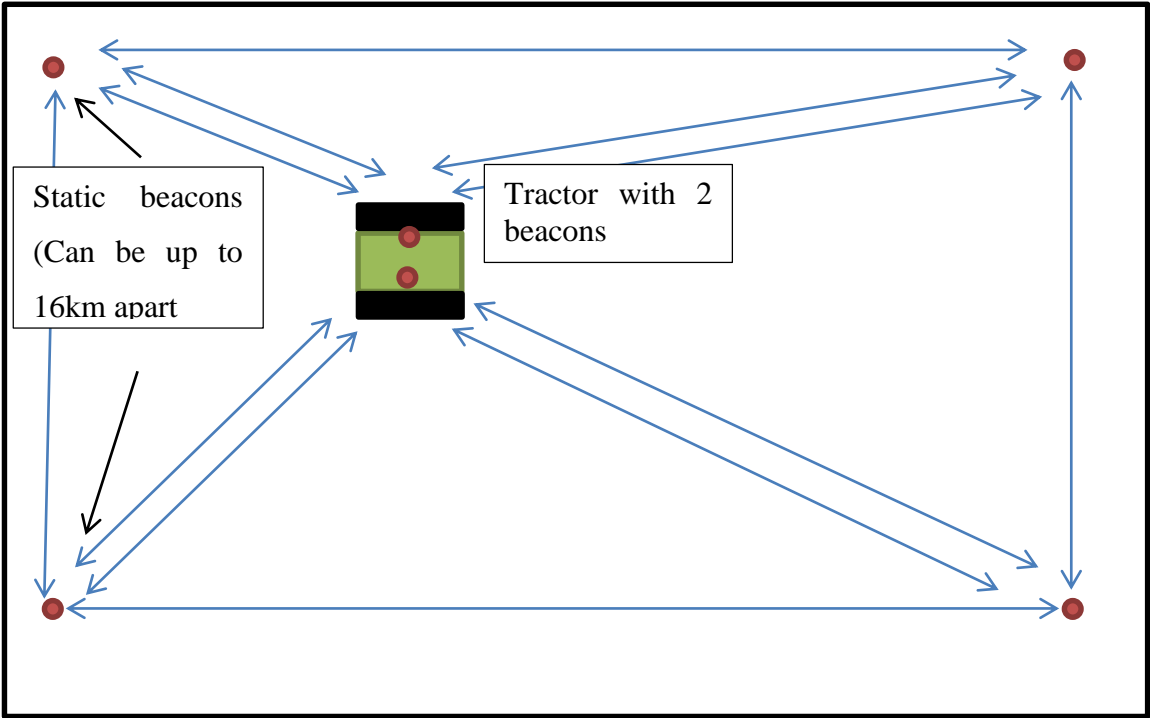 Static beacons
(Can be up to
16km apart
Tractor with 2
beacons